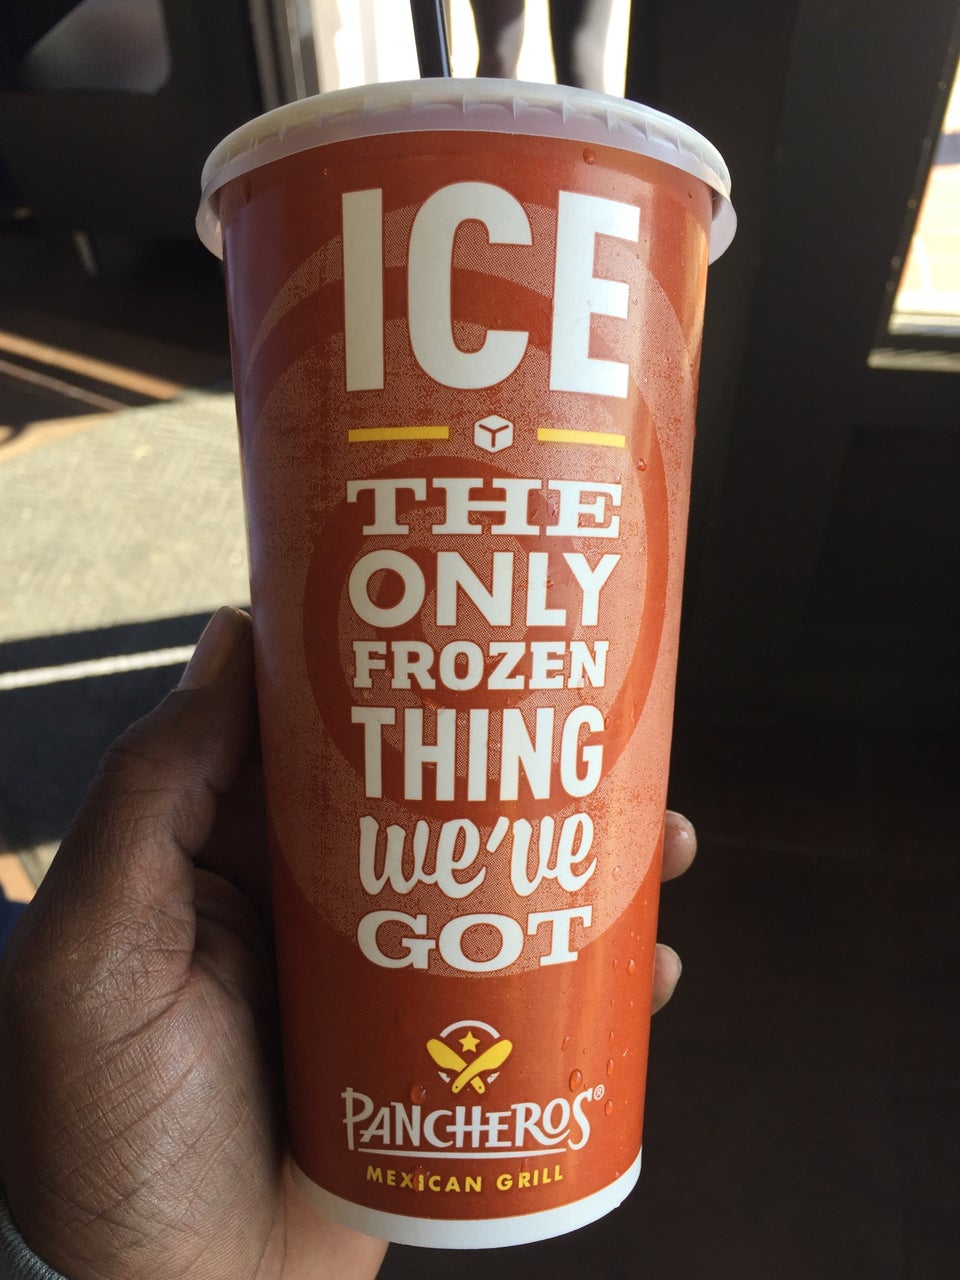 ICE
THE
ONLY
FROZEN
THING
we've
GOT
PANCHEROS®
MEXICAN GRILL